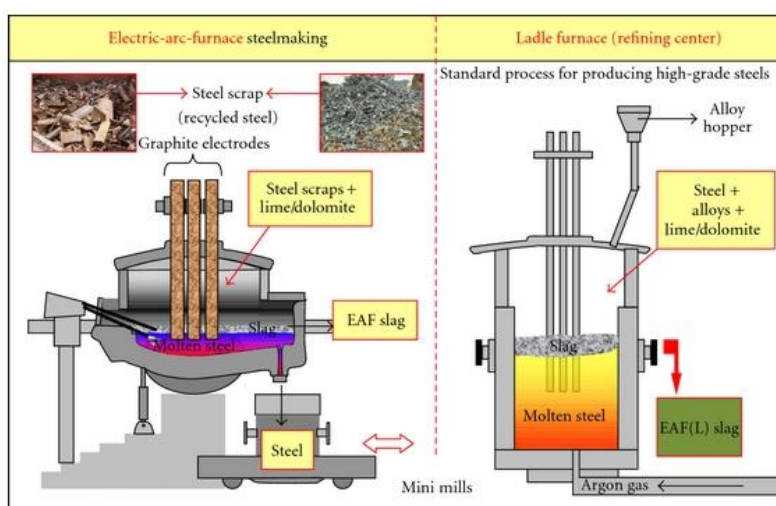 Electric-arc-furnace steelmaking
Steel scrap
(recycled steel)
Graphite electrodes
Steel scraps +
lime/dolomite
Slag
EAF slag
Molten steel
Steel
Mini mills
Ladle furnace (refining center)
Standard process for producing high-grade steels
Alloy
hopper
Steel +
alloys +
lime/dolomite
Slag
Molten steel
EAF(L) slag
Argon gas